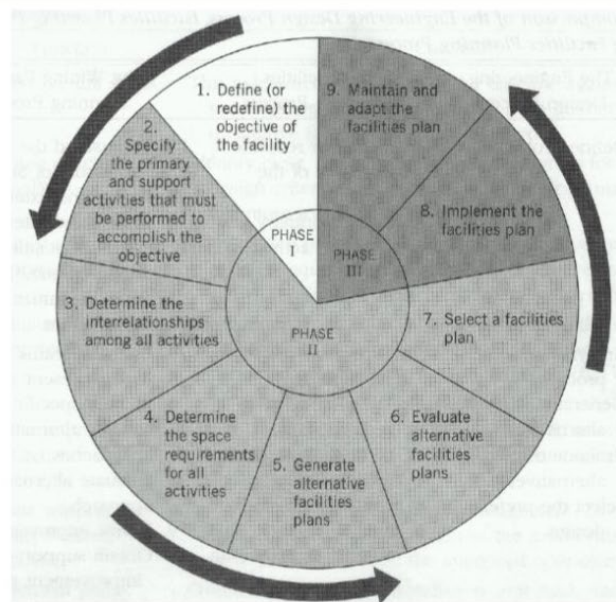 1. Define (or
redefine) the
objective of
the facility
2.
Specify
the primary
and support
activities that must
be performed to
accomplish the
objective
3. Determine the
interrelationships
among all activities
4. Determine
the space
requirements
for all
activities
5. Generate
alternative
facilities
plans
6. Evaluate
alternative
facilities
plans
7. Select a facilities
plan
8. Implement the
facilities plan
9. Maintain and
adapt the
facilities plan
PHASE
I
PHASE
II
PHASE
III